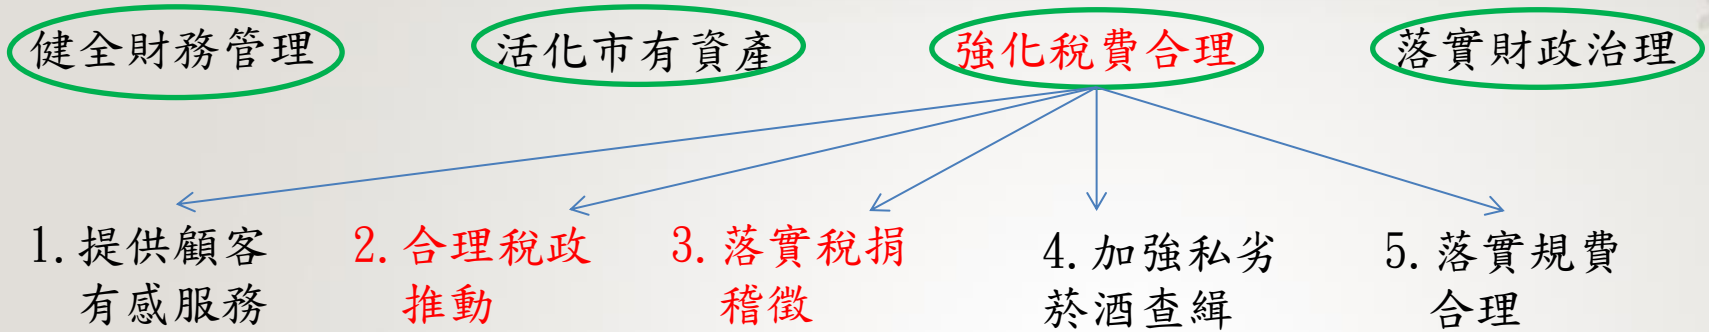 健全財務管理
活化市有資產
強化稅費合理
落實財政治理
1.提供顧客
有感服務
2.合理稅政
推動
3.落實稅捐
稽徵
4.加強私劣
菸酒查緝
5.落實規費
合理